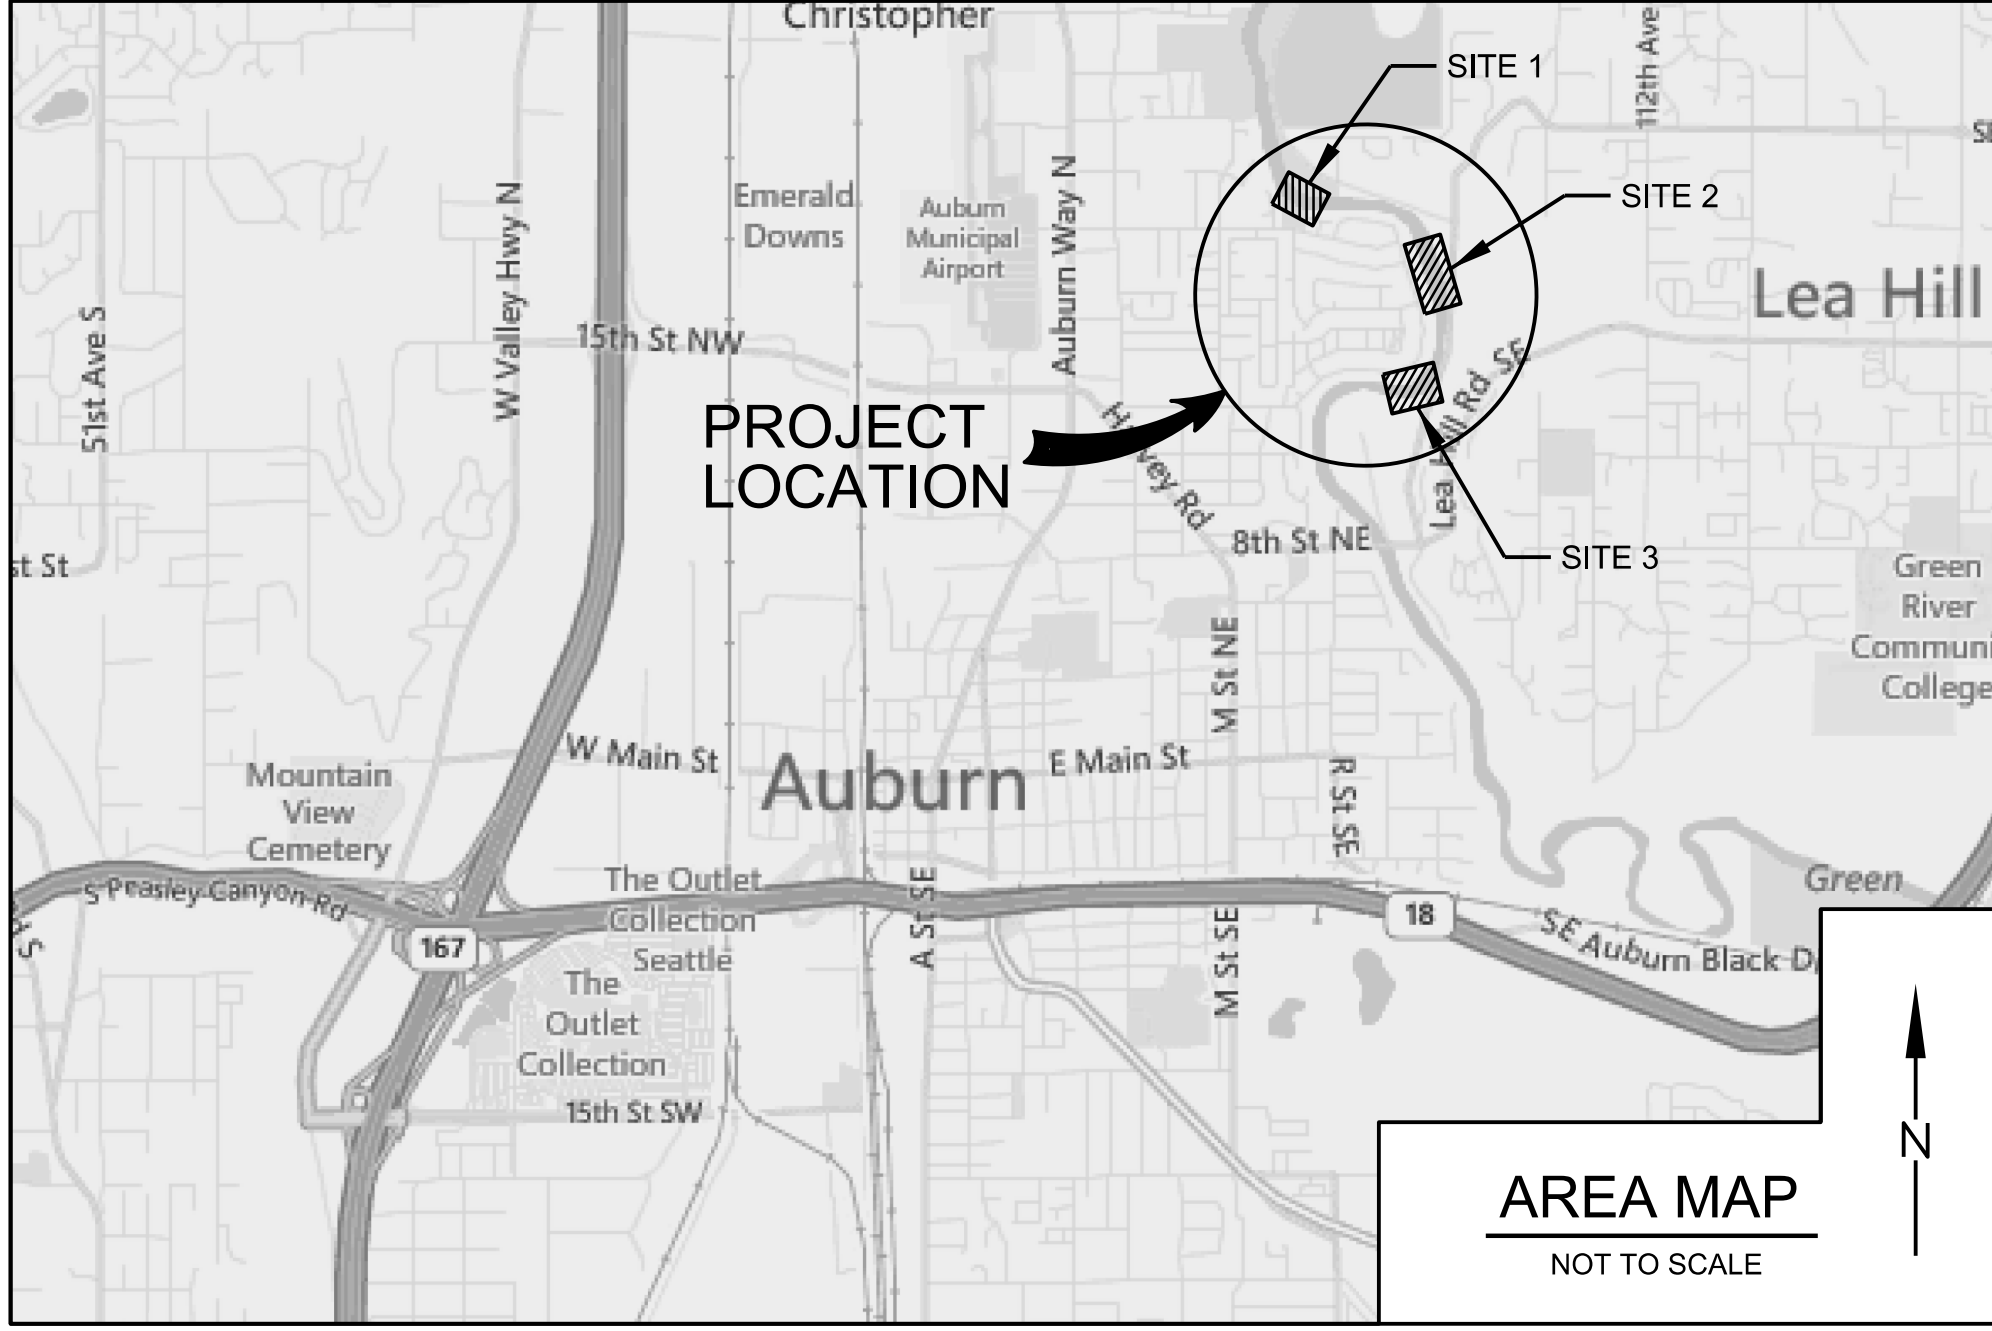 Christopher
SITE 1
112th Ave
SITE 2
Emerald
Downs
Auburn
Municipal
Airport
Auburn Way N
W Valley Hwy N
Lea Hill
51st Ave S
15th St NW
PROJECT
LOCATION
Lea Hill Rd SE
8th St NE
SITE 3
st St
Green
River
Communi
College
M St NE
W Main St
Auburn
E Main St
R St SE
Mountain
View
Cemetery
S Peasley Canyon Rd
The Outlet
Collection
Seattle
A St SE
M St SE
Green
18
167
SE Auburn Black D
The
Outlet
Collection
15th St SW
N
AREA MAP
NOT TO SCALE